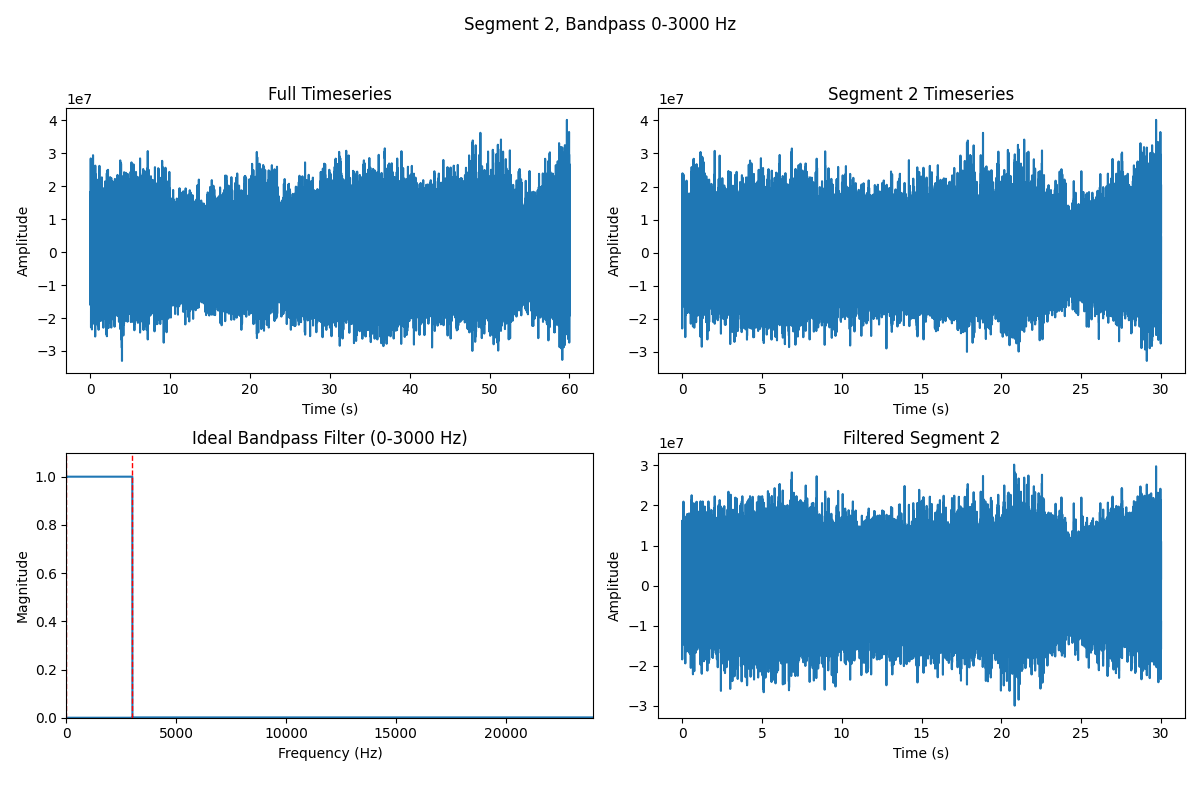 Segment 2, Bandpass 0-3000 Hz
Full Timeseries
1e7
4
3
2
1
0
−1
−2
−3
Amplitude
0 10 20 30 40 50 60
Time (s)
Segment 2 Timeseries
1e7
4
3
2
1
0
−1
−2
−3
Amplitude
0 5 10 15 20 25 30
Time (s)
Ideal Bandpass Filter (0-3000 Hz)
1.0
0.8
0.6
0.4
0.2
0.0
Magnitude
0 5000 10000 15000 20000
Frequency (Hz)
Filtered Segment 2
1e7
3
2
1
0
−1
−2
−3
Amplitude
0 5 10 15 20 25 30
Time (s)